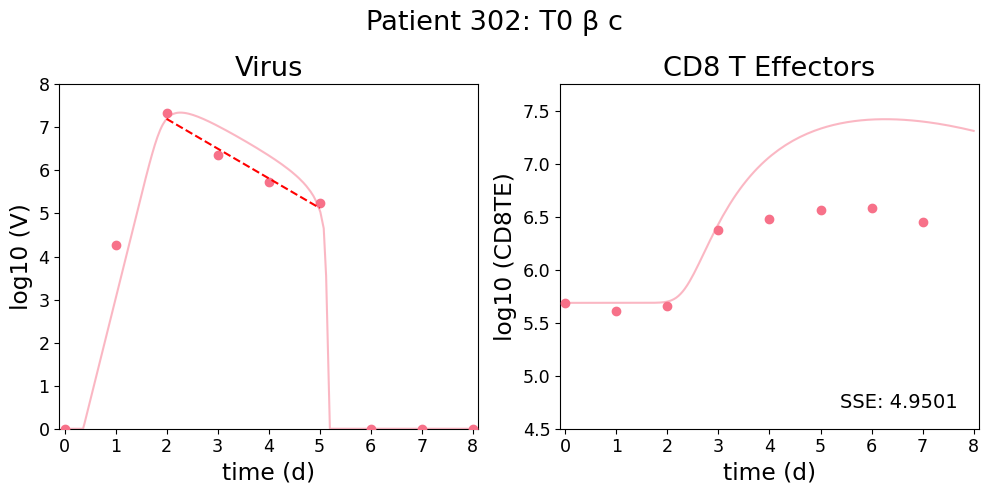 Patient 302: T0 β c
Virus
CD8 T Effectors
log10 (V)
8
7
6
5
4
3
2
1
0
0 1 2 3 4 5 6 7 8
time (d)
log10 (CD8TE)
7.5
7.0
6.5
6.0
5.5
5.0
4.5
SSE: 4.9501
0 1 2 3 4 5 6 7 8
time (d)